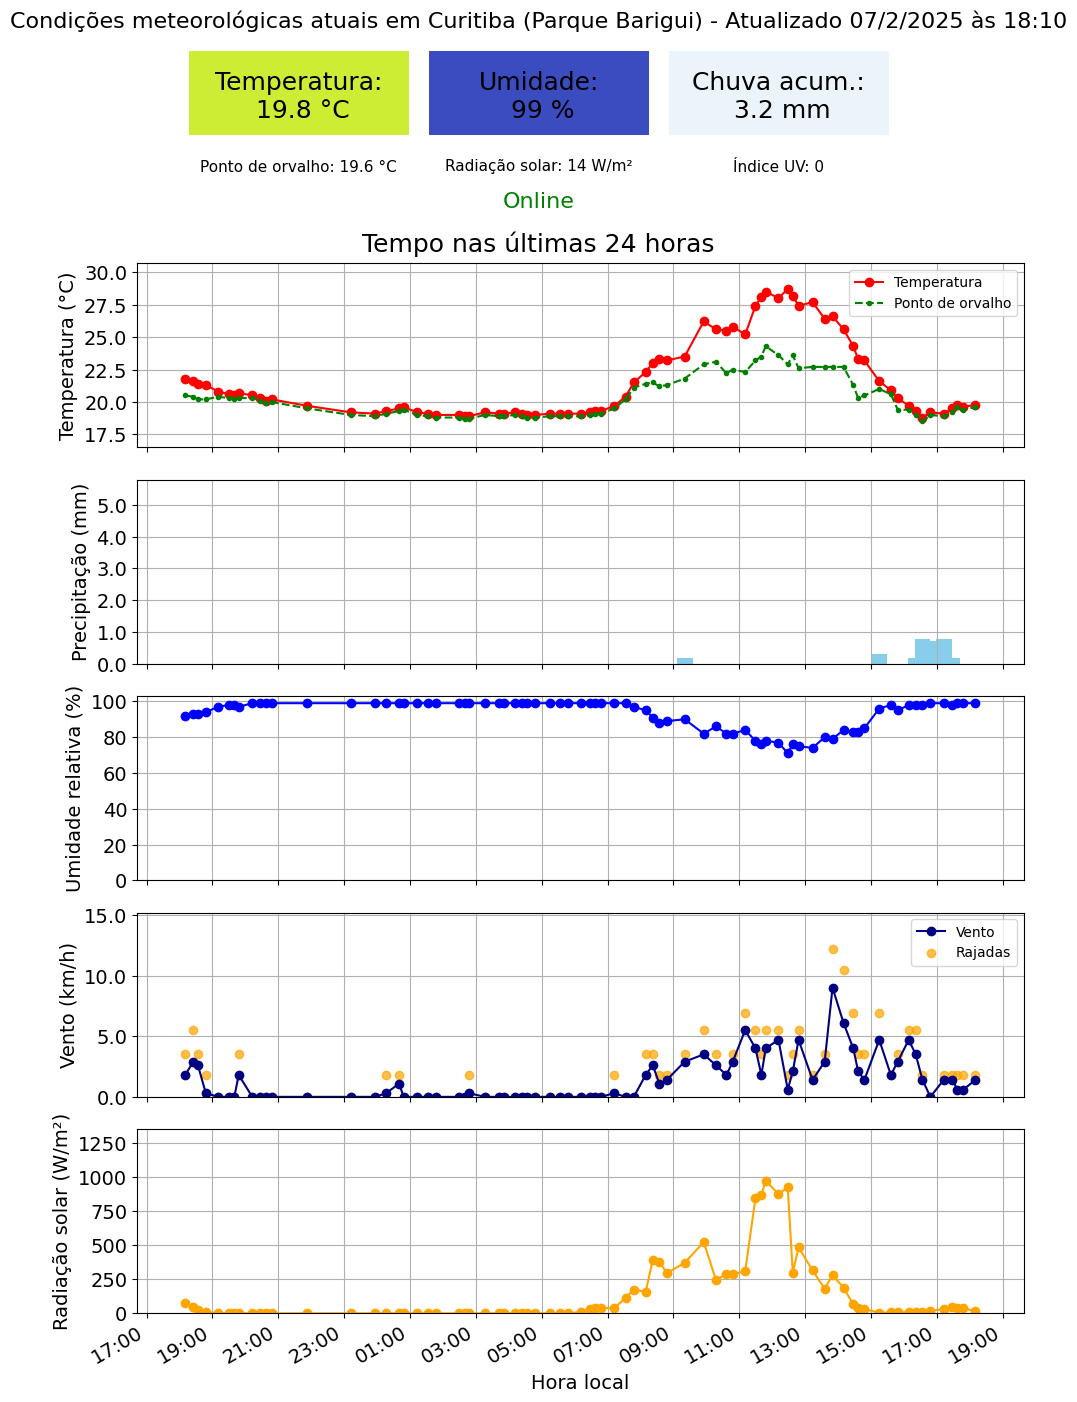 Condições meteorológicas atuais em Curitiba (Parque Barigui) - Atualizado 07/2/2025 às 18:10
Temperatura:
19.8 °C
Umidade:
99 %
Chuva acum.:
3.2 mm
Ponto de orvalho: 19.6 °C
Radiação solar: 14 W/m²
Índice UV: 0
Online
Tempo nas últimas 24 horas
Temperatura (°C)
30.0
27.5
25.0
22.5
20.0
17.5
Temperatura
Ponto de orvalho
Precipitação (mm)
5.0
4.0
3.0
2.0
1.0
0.0
Umidade relativa (%)
100
80
60
40
20
0
Vento (km/h)
15.0
10.0
5.0
0.0
Vento
Rajadas
Radiação solar (W/m²)
1250
1000
750
500
250
0
17:00 19:00 21:00 23:00 01:00 03:00 05:00 07:00 09:00 11:00 13:00 15:00 17:00 19:00
Hora local